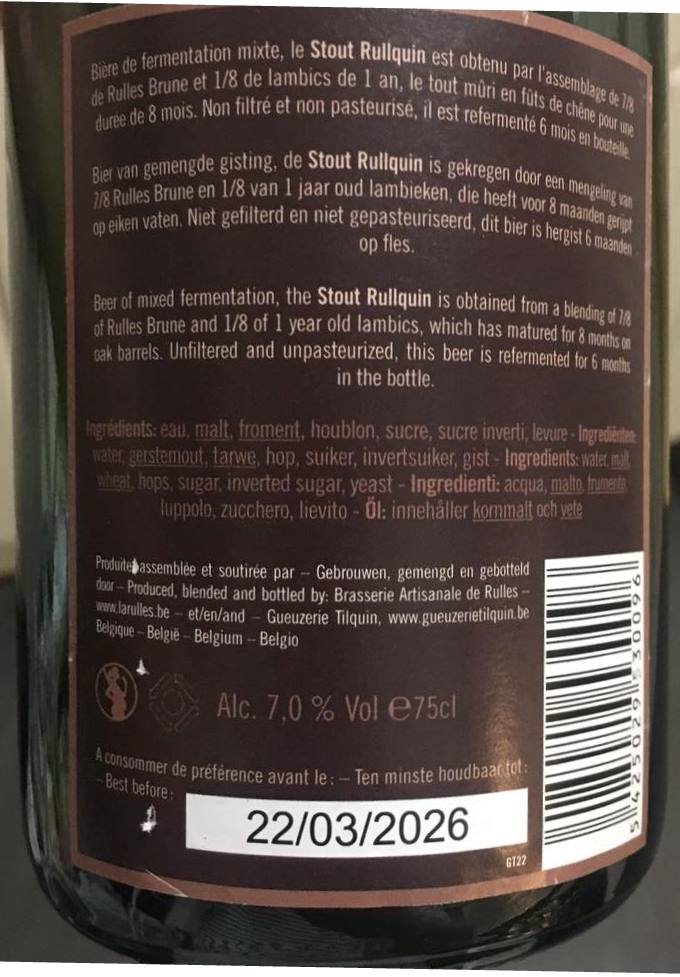 Bière de fermentation mixte, le Stout Rullquin est obtenu par l'assemblage de 7/8
de Rulles Brune et 1/8 de lambics de 1 an, le tout mûri en fûts de chêne pour une
durée de 8 mois. Non filtré et non pasteurisé, il est refermenté 6 mois en bouteille.
Bier van gemengde gisting, de Stout Rullquin is gekregen door een mengeling van
7/8 Rulles Brune en 1/8 van 1 jaar oud lambieken, die heeft voor 8 maanden gerijpt
op eiken vaten. Niet gefilterd en niet gepasteuriseerd, dit bier is hergist 6 maanden
op fles.
Beer of mixed fermentation, the Stout Rullquin is obtained from a blending of 7/8
of Rulles Brune and 1/8 of 1 year old lambics, which has matured for 8 months on
oak barrels. Unfiltered and unpasteurized, this beer is refermented for 6 months
in the bottle.
Ingrédients: eau, malt, froment, houblon, sucre, sucre inverti, levure - Ingrediënten:
water, gerstemout, tarwe, hop, suiker, invertsuiker, gist - Ingredients: water, malt,
wheat, hops, sugar, inverted sugar, yeast - Ingredienti: acqua, malto, frumento,
luppolo, zucchero, lievito - Öl: innehåller kommalt och vete
Produite, assemblée et soutirée par – Gebrouwen, gemengd en gebotteld
door – Produced, blended and bottled by: Brasserie Artisanale de Rulles –
www.larulles.be – et/en/and – Gueuzerie Tilquin, www.gueuzerietilquin.be
Belgique – België – Belgium – Belgio
Alc. 7,0 % Vol e75cl
A consommer de préférence avant le : – Ten minste houdbaar tot :
– Best before :
22/03/2026
GT22
5 425029 530096